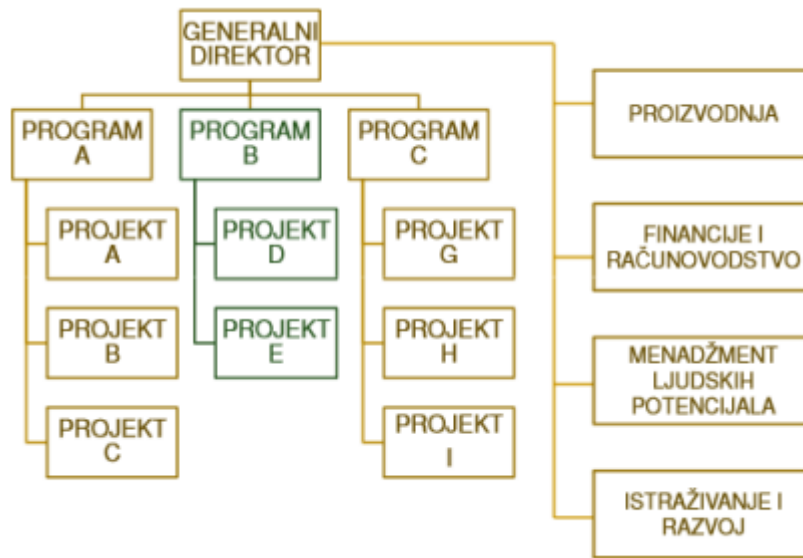 GENERALNI
DIREKTOR
PROGRAM
A
PROGRAM
B
PROGRAM
C
PROJEKT
A
PROJEKT
B
PROJEKT
C
PROJEKT
D
PROJEKT
E
PROJEKT
G
PROJEKT
H
PROJEKT
I
PROIZVODNJA
FINANCIJE I
RAČUNOVODSTVO
MENADŽMENT
LJUDSKIH
POTENCIJALA
ISTRAŽIVANJE I
RAZVOJ